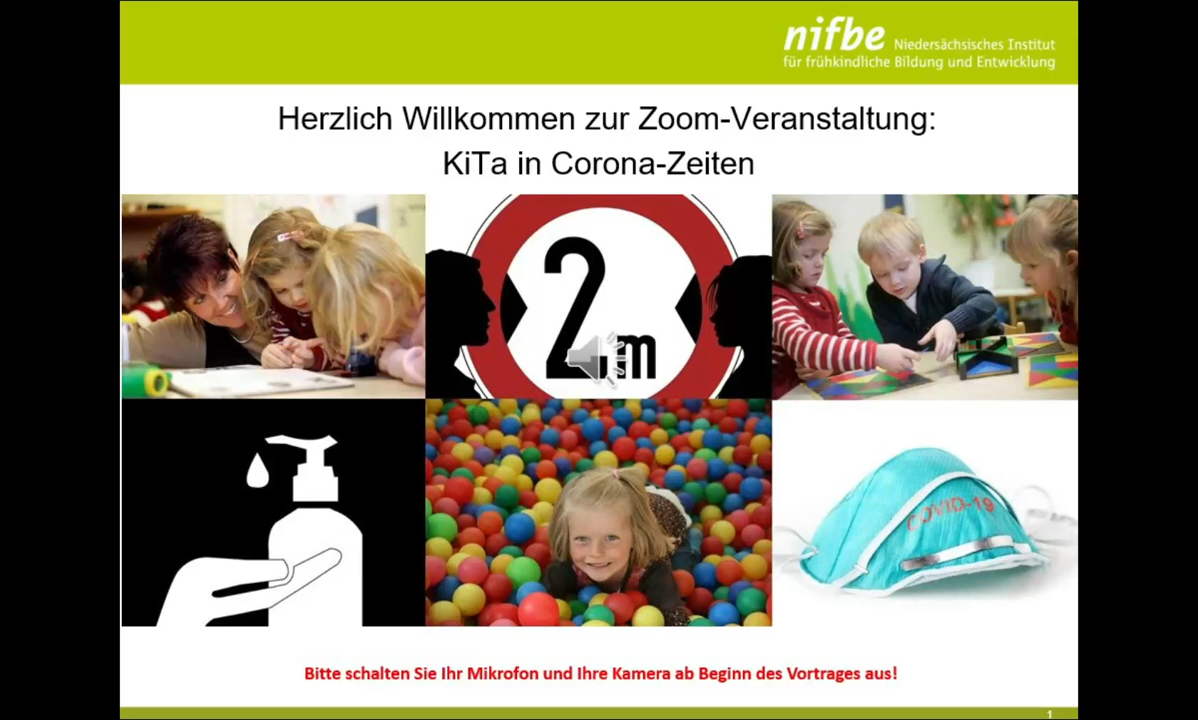 nifbe Niedersächsisches Institut
für frühkindliche Bildung und Entwicklung
Herzlich Willkommen zur Zoom-Veranstaltung:
KiTa in Corona-Zeiten
2 m
COVID-19
Bitte schalten Sie Ihr Mikrofon und Ihre Kamera ab Beginn des Vortrages aus!
1